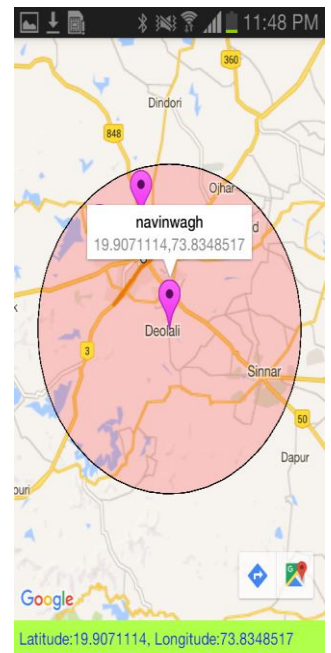 11:48 PM
360
Dindori
848
Ojhar
navinwagh
19.9071114,73.8348517
d
Deolali
3
Sinnar
50
Dapur
ouri
Google
Latitude:19.9071114, Longitude:73.8348517